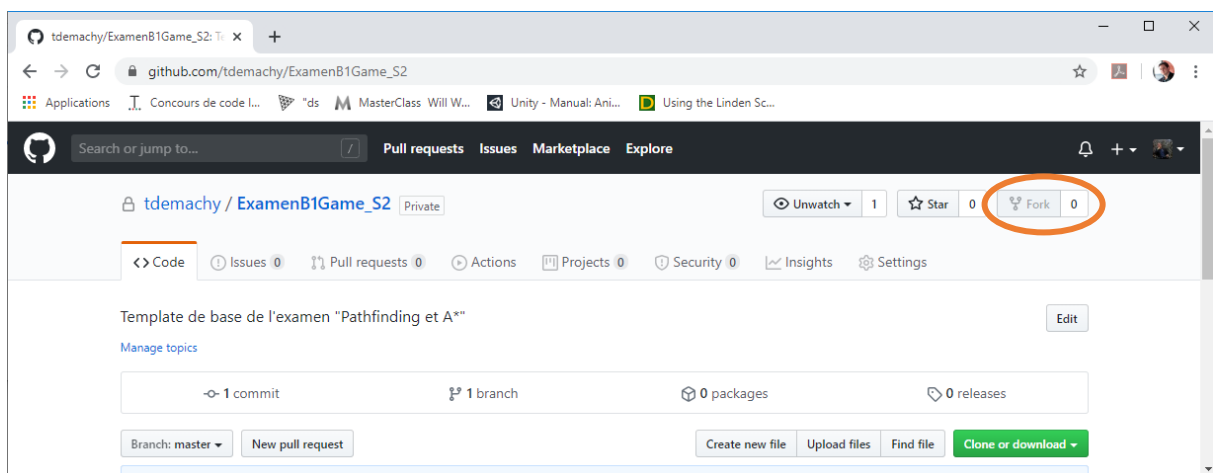 tdemachy/ExamenB1Game_S2: Te
github.com/tdemachy/ExamenB1Game_S2
Applications Concours de code I... "ds MasterClass Will W... Unity - Manual: Ani... Using the Linden Sc...
Search or jump to... / Pull requests Issues Marketplace Explore
tdemachy / ExamenB1Game_S2 Private Unwatch 1 Star 0 Fork 0
Code Issues 0 Pull requests 0 Actions Projects 0 Security 0 Insights Settings
Template de base de l'examen "Pathfinding et A*" Edit
Manage topics
1 commit 1 branch 0 packages 0 releases
Branch: master New pull request Create new file Upload files Find file Clone or download